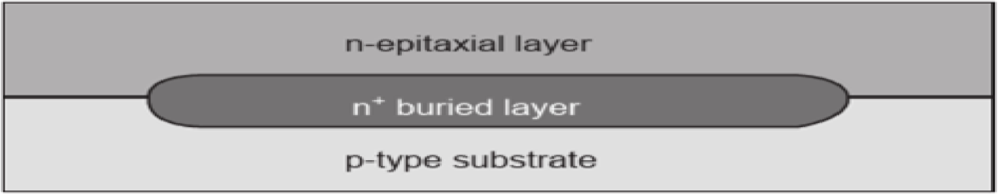 n-epitaxial layer
n⁺ buried layer
p-type substrate